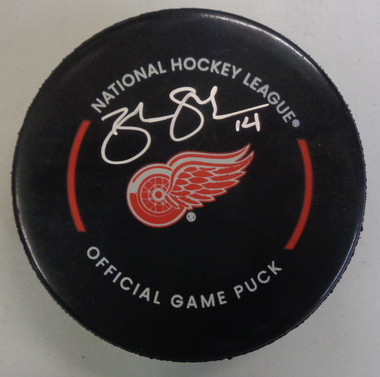 NATIONAL HOCKEY LEAGUE®
14
®
OFFICIAL GAME PUCK